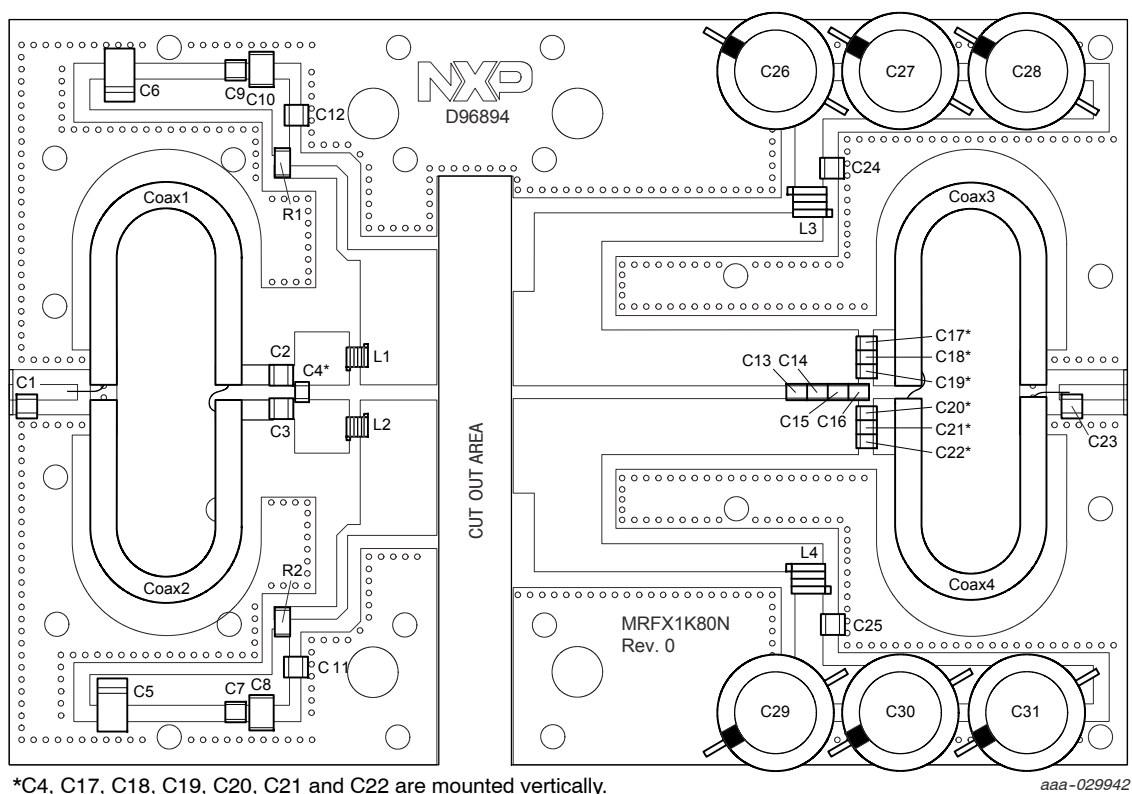 C26
C27
C28
NXP
D96894
C6
C9
C10
C12
C24
R1
L3
Coax1
Coax3
C17*
C18*
C19*
C2
C4*
L1
C13 C14
C1
C3
L2
C15 C16
C20*
C21*
C22*
C23
CUT OUT AREA
L4
R2
Coax2
Coax4
MRFX1K80N
Rev. 0
C25
C11
C5
C7
C8
C29
C30
C31
*C4, C17, C18, C19, C20, C21 and C22 are mounted vertically.
aaa-029942